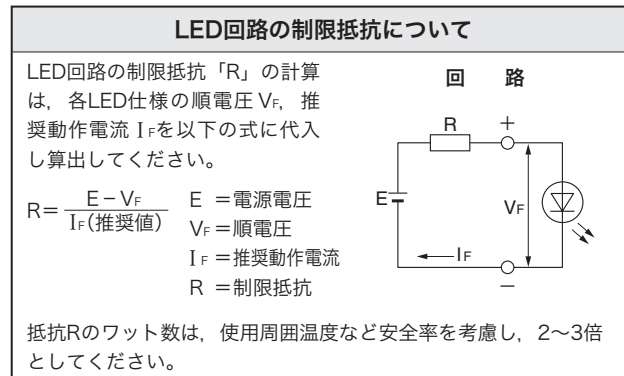 LED回路の制限抵抗について
LED回路の制限抵抗「R」の計算
は，各LED仕様の順電圧 VF，推
奨動作電流 IFを以下の式に代入
し算出してください。
R＝E－VF／IF(推奨値)
E ＝電源電圧
VF＝順電圧
IF＝推奨動作電流
R ＝制限抵抗
回　路
R
＋
E
VF
IF
－
抵抗Rのワット数は，使用周囲温度など安全率を考慮し，2～3倍
としてください。